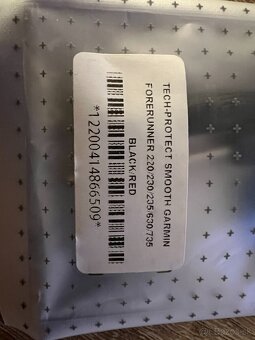 TECH-PROTECT SMOOTH GARMIN
FORERUNNER 220/230/235/630/735
BLACK/RED
*12200414866509*